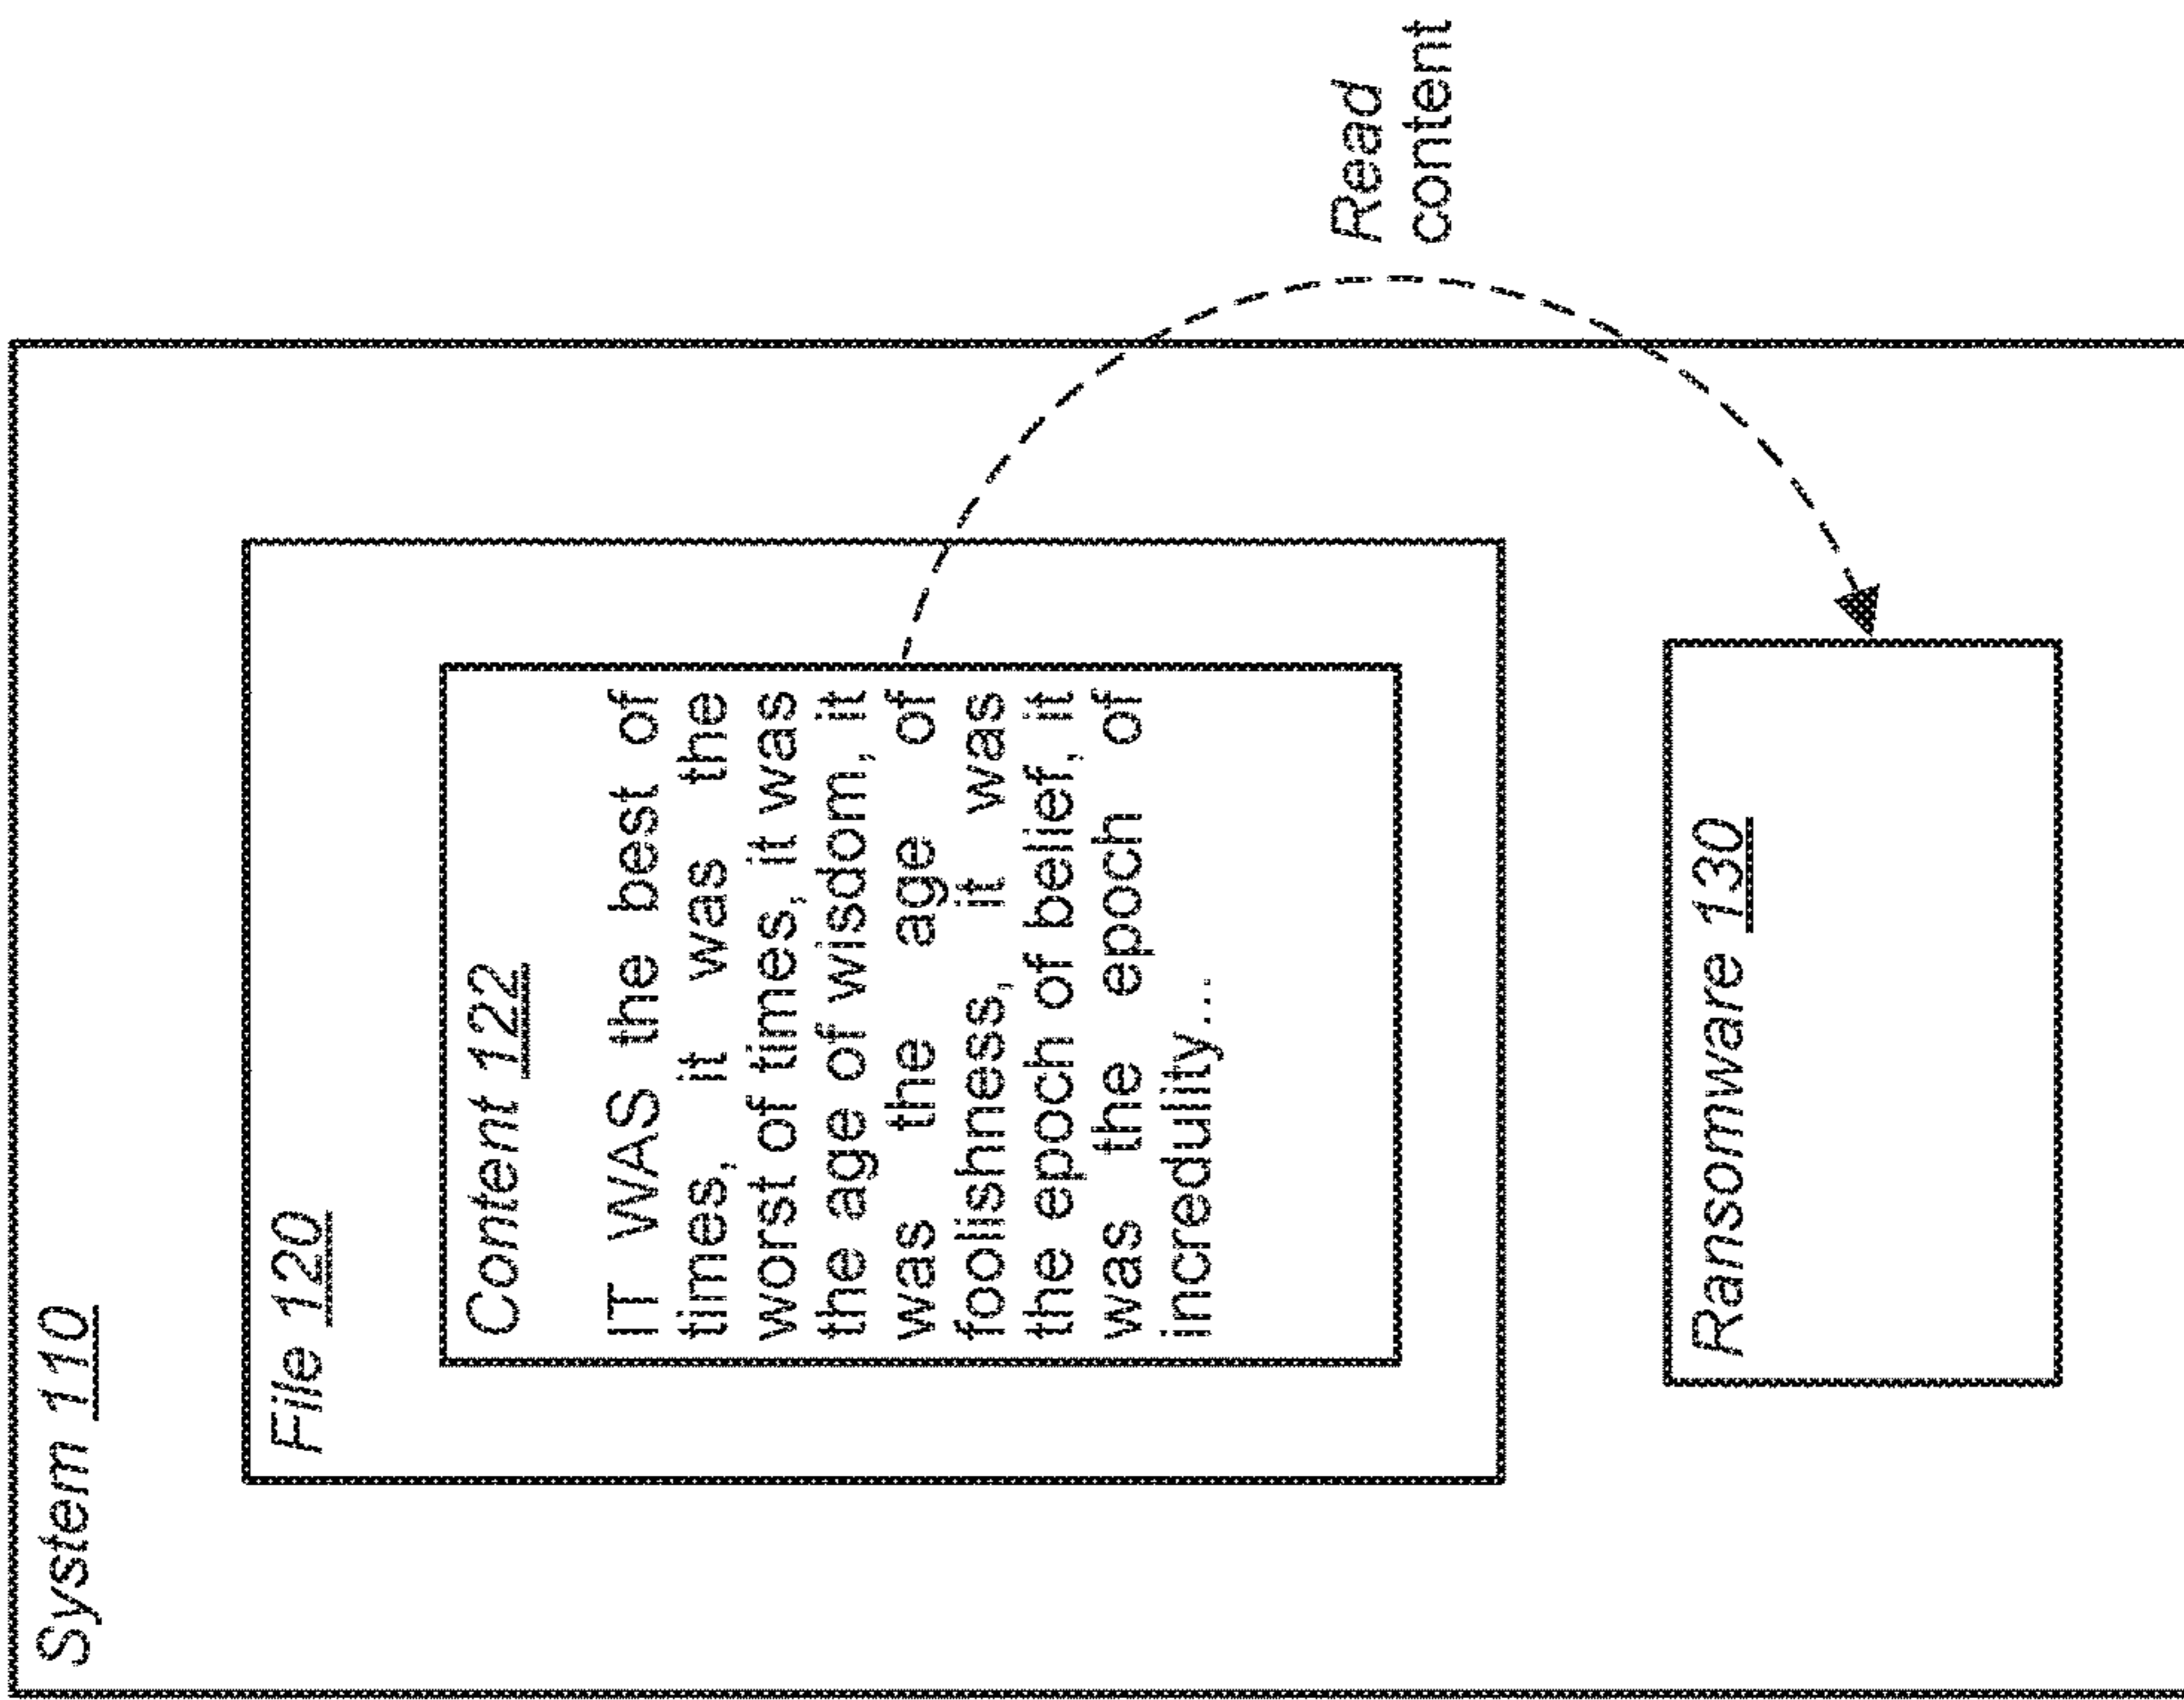 System 110
File 120
Content 122
IT WAS the best of
times, it was the
worst of times, it was
the age of wisdom, it
was the age of
foolishness, it was
the epoch of belief, it
was the epoch of
incredulity...
Read
content
Ransomware 130